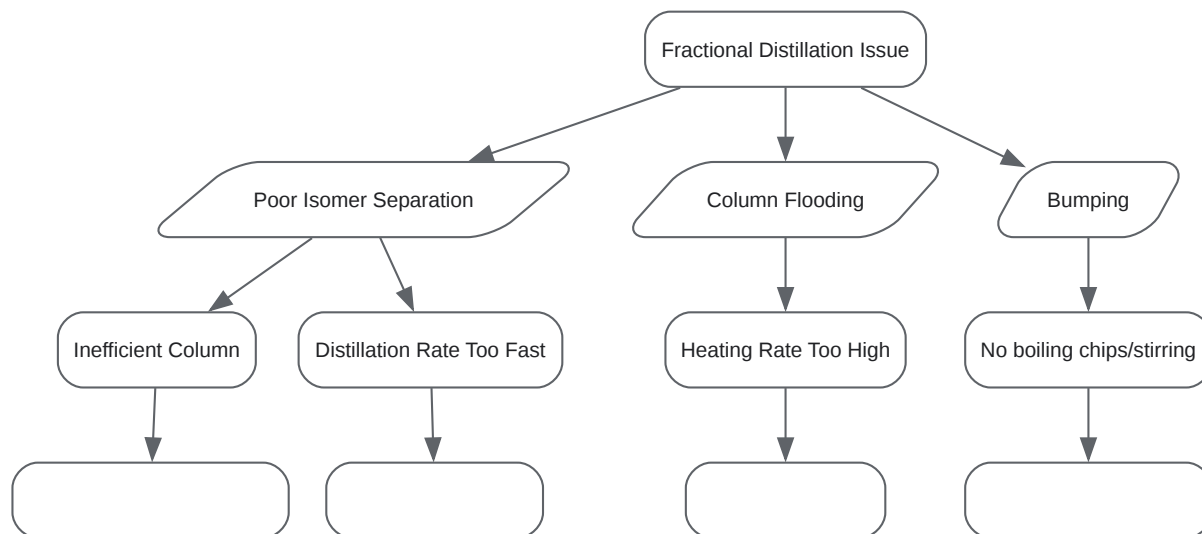 Fractional Distillation Issue
Poor Isomer Separation
Column Flooding
Bumping
Inefficient Column
Distillation Rate Too Fast
Heating Rate Too High
No boiling chips/stirring